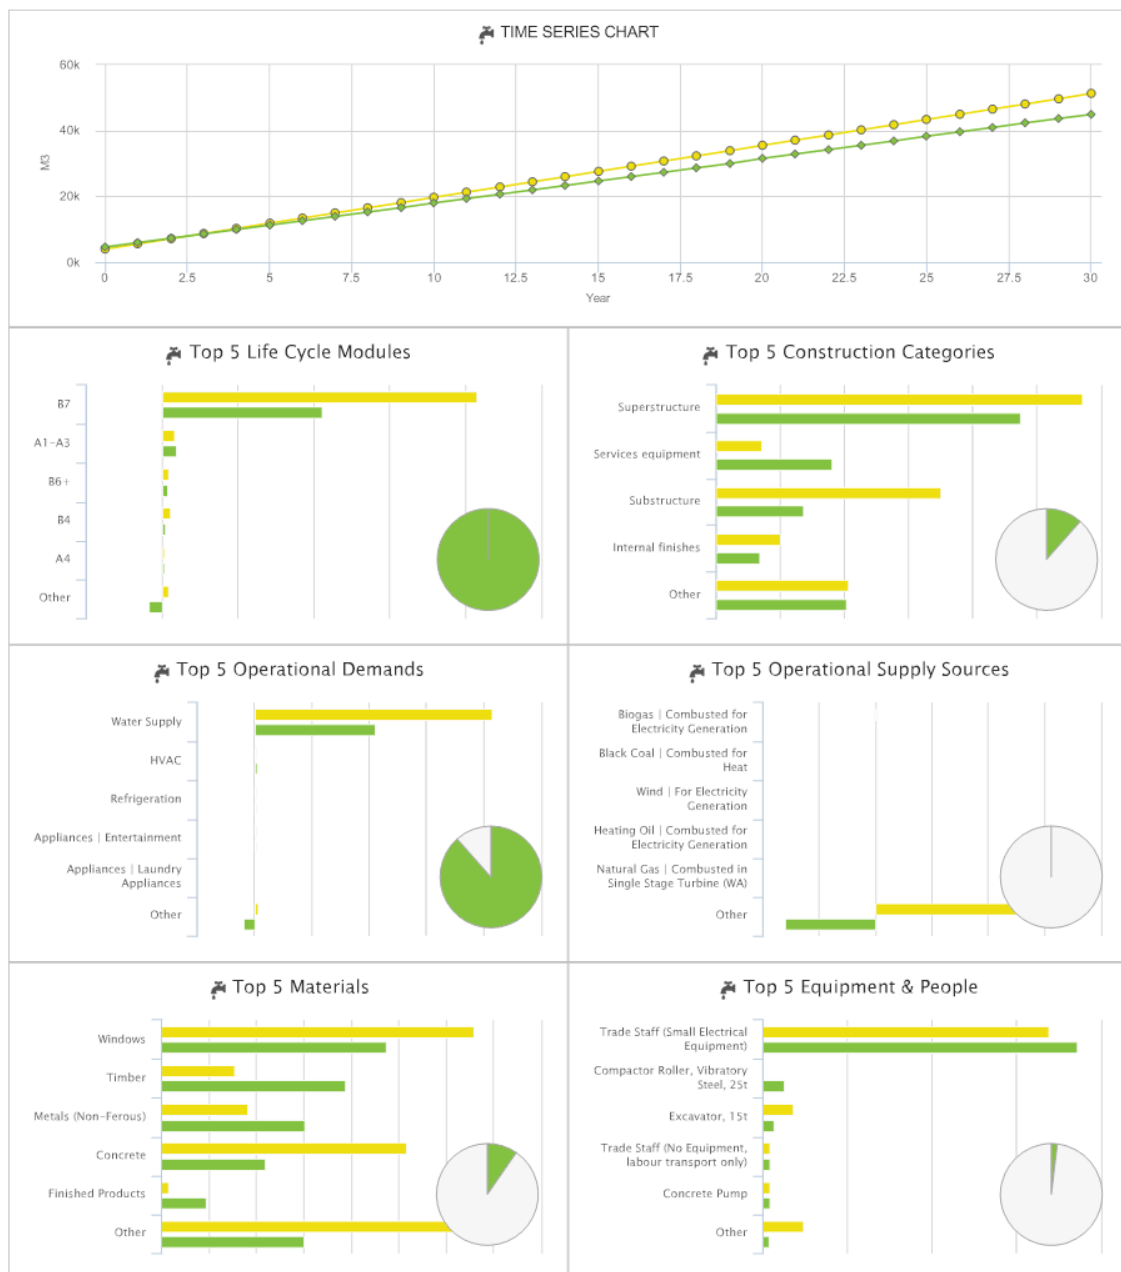 TIME SERIES CHART
60k
40k
20k
0k
M3
0 2.5 5 7.5 10 12.5 15 17.5 20 22.5 25 27.5 30
Year
Top 5 Life Cycle Modules
B7
A1-A3
B6+
B4
A4
Other
Top 5 Construction Categories
Superstructure
Services equipment
Substructure
Internal finishes
Other
Top 5 Operational Demands
Water Supply
HVAC
Refrigeration
Appliances | Entertainment
Appliances | Laundry
Appliances
Other
Top 5 Operational Supply Sources
Biogas | Combusted for
Electricity Generation
Black Coal | Combusted for
Heat
Wind | For Electricity
Generation
Heating Oil | Combusted for
Electricity Generation
Natural Gas | Combusted in
Single Stage Turbine (WA)
Other
Top 5 Materials
Windows
Timber
Metals (Non-Ferous)
Concrete
Finished Products
Other
Top 5 Equipment & People
Trade Staff (Small Electrical
Equipment)
Compactor Roller, Vibratory
Steel, 25t
Excavator, 15t
Trade Staff (No Equipment,
labour transport only)
Concrete Pump
Other